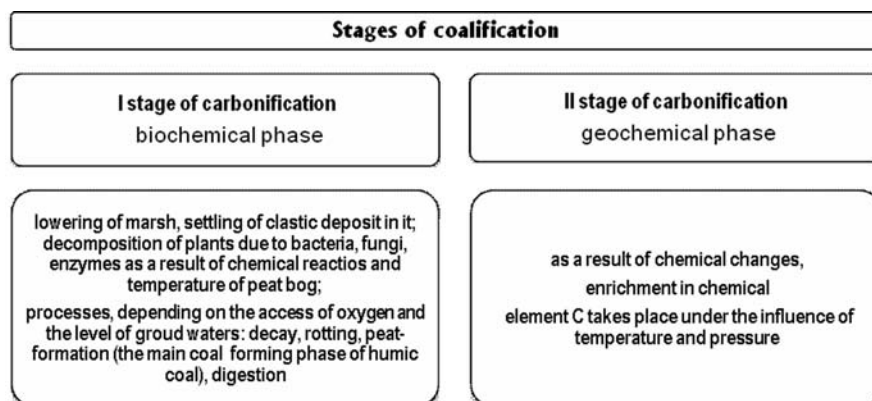 Stages of coalification
I stage of carbonification
biochemical phase
II stage of carbonification
geochemical phase
lowering of marsh, settling of clastic deposit in it;
decomposition of plants due to bacteria, fungi,
enzymes as a result of chemical reactios and
temperature of peat bog;
processes, depending on the access of oxygen and
the level of groud waters: decay, rotting, peat-
formation (the main coal forming phase of humic
coal), digestion
as a result of chemical changes,
enrichment in chemical
element C takes place under the influence of
temperature and pressure